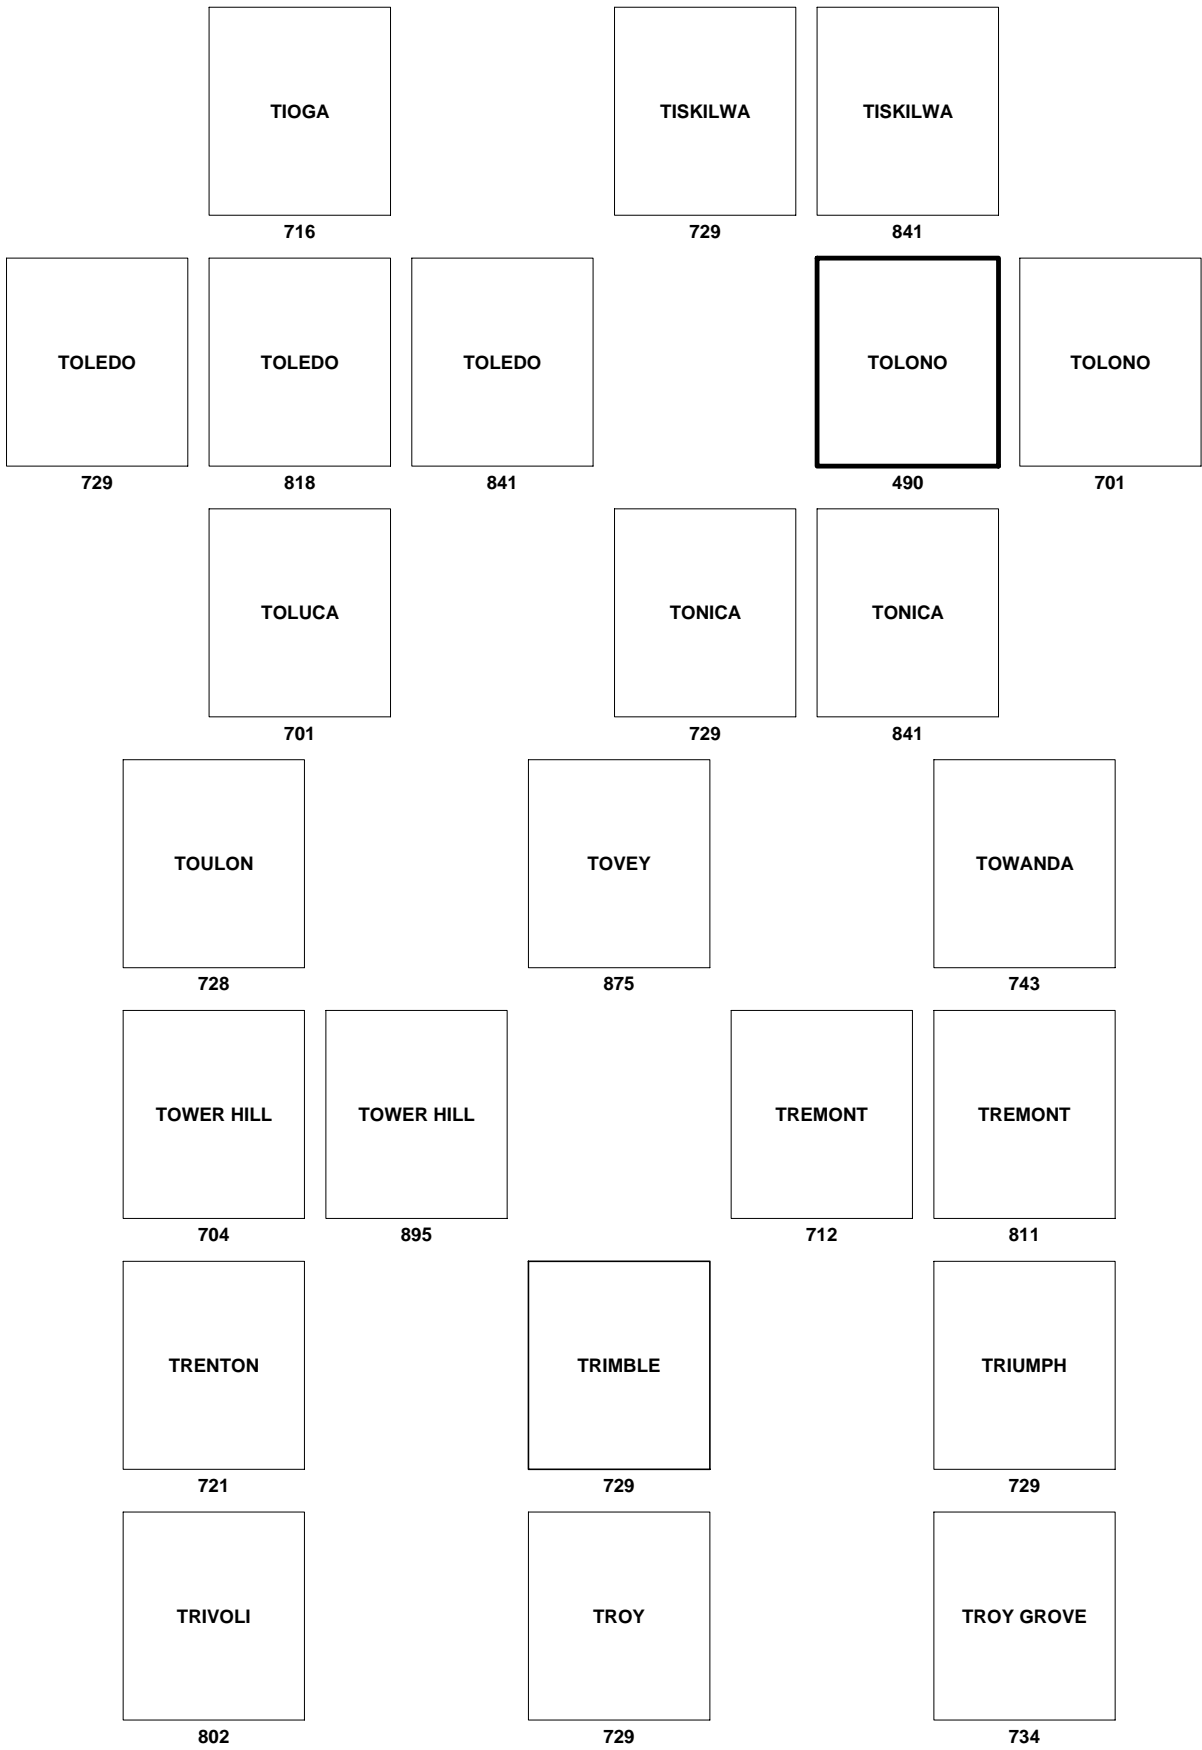 TIOGA TISKILWA TISKILWA
716 729 841
TOLEDO TOLEDO TOLEDO TOLONO TOLONO
729 818 841 490 701
TOLUCA TONICA TONICA
701 729 841
TOULON TOVEY TOWANDA
728 875 743
TOWER HILL TOWER HILL TREMONT TREMONT
704 895 712 811
TRENTON TRIMBLE TRIUMPH
721 729 729
TRIVOLI TROY TROY GROVE
802 729 734